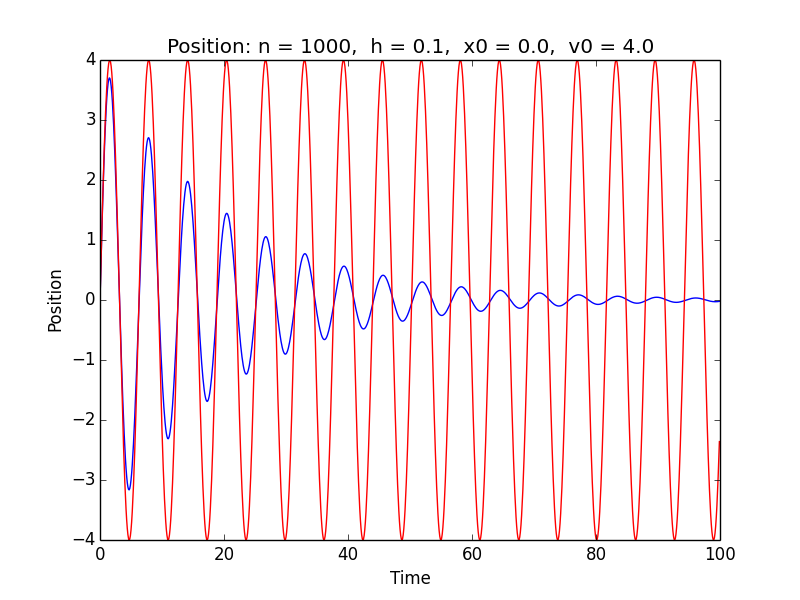 Position: n = 1000,  h = 0.1,  x0 = 0.0,  v0 = 4.0
4
3
2
1
0
−1
−2
−3
−4
Position
0 20 40 60 80 100
Time